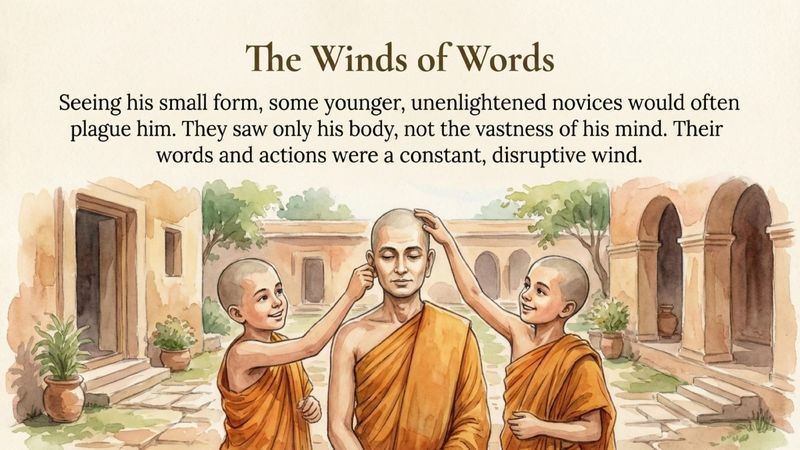 The Winds of Words
Seeing his small form, some younger, unenlightened novices would often
plague him. They saw only his body, not the vastness of his mind. Their
words and actions were a constant, disruptive wind.